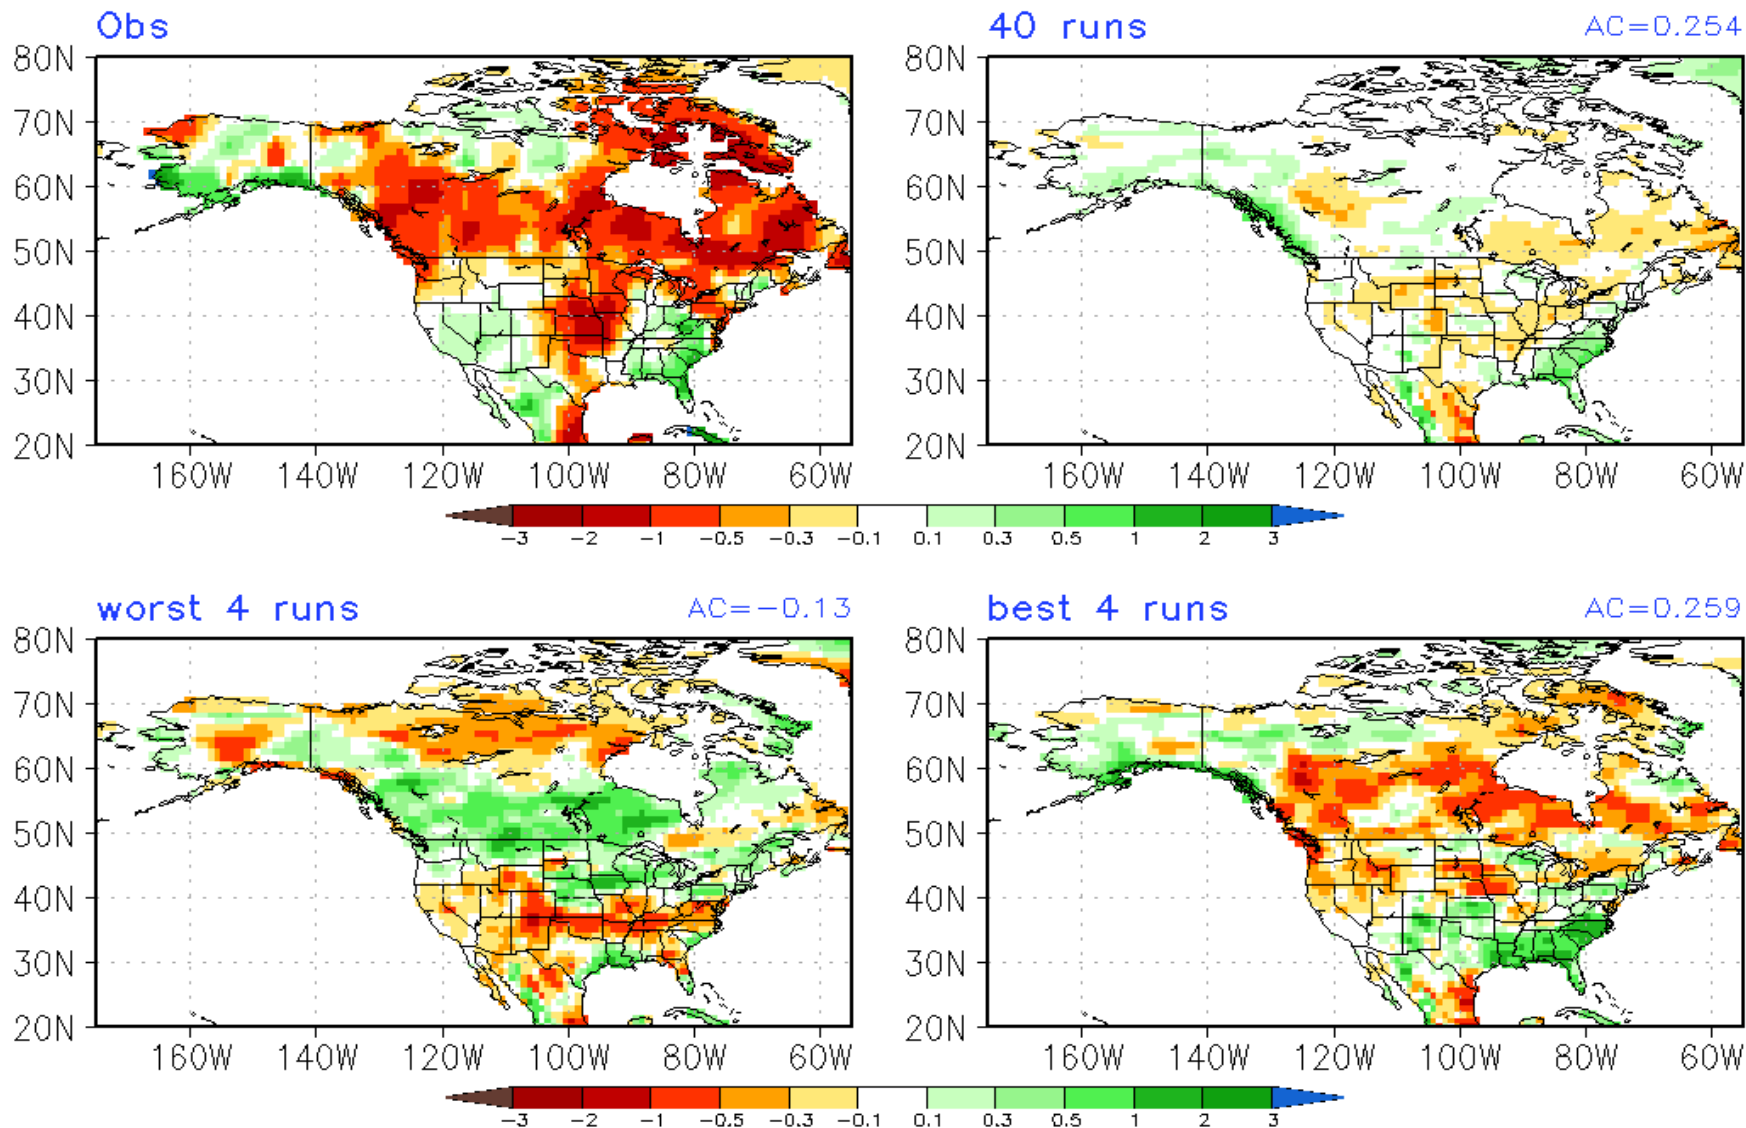 Obs
40 runs AC=0.254
80N 80N
70N 70N
60N 60N
50N 50N
40N 40N
30N 30N
20N 20N
160W 140W 120W 100W 80W 60W 160W 140W 120W 100W 80W 60W
-3 -2 -1 -0.5 -0.3 -0.1 0.1 0.3 0.5 1 2 3
worst 4 runs AC=-0.13
best 4 runs AC=0.259
80N 80N
70N 70N
60N 60N
50N 50N
40N 40N
30N 30N
20N 20N
160W 140W 120W 100W 80W 60W 160W 140W 120W 100W 80W 60W
-3 -2 -1 -0.5 -0.3 -0.1 0.1 0.3 0.5 1 2 3